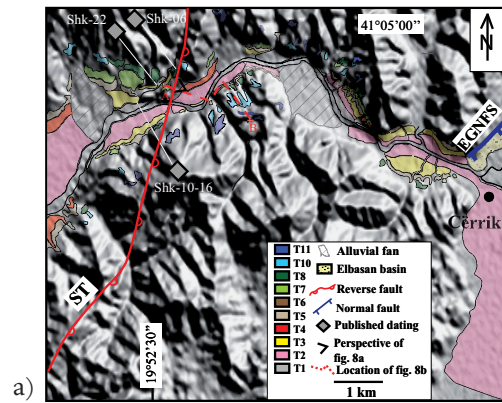 Shk-22
Shk-06
41°05'00"
N
EGNFS
Shk-10-16
Cërrik
ST
19°52'30"
T11
T10
T8
T7
T6
T5
T4
T3
T2
T1
Alluvial fan
Elbasan basin
Reverse fault
Normal fault
Published dating
Perspective of
fig. 8a
Location of fig. 8b
1 km
a)